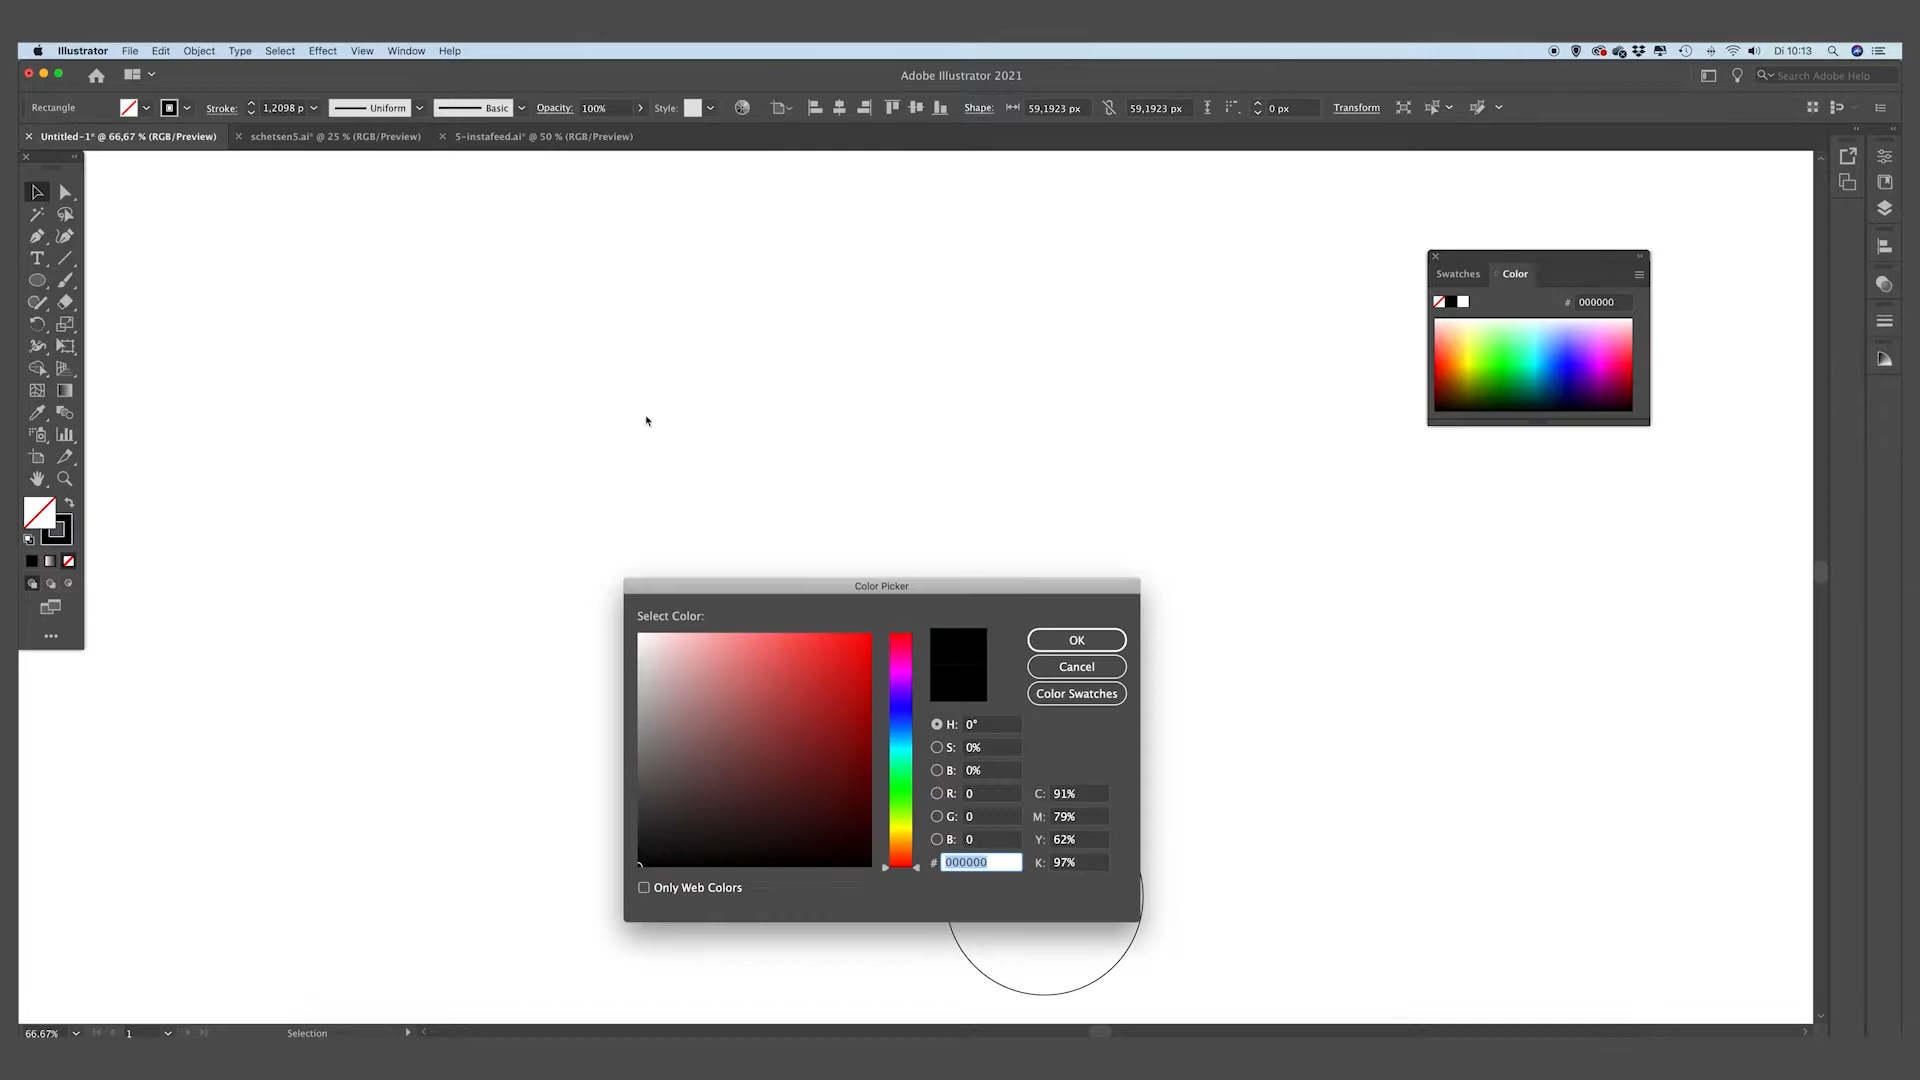 Illustrator File Edit Object Type Select Effect View Window Help Di 10:13
Adobe Illustrator 2021 Search Adobe Help
Rectangle Stroke: 1,2098 p Uniform Basic Opacity: 100% Style: Shape: 59,1923 px 59,1923 px 0 px Transform
Untitled-1* @ 66,67 % (RGB/Preview) schetsen5.ai* @ 25 % (RGB/Preview) 5-instafeed.ai* @ 50 % (RGB/Preview)
Swatches Color
# 000000
Color Picker
Select Color:
OK
Cancel
Color Swatches
H: 0°
S: 0%
B: 0%
R: 0 C: 91%
G: 0 M: 79%
B: 0 Y: 62%
# 000000 K: 97%
Only Web Colors
66.67% 1 Selection